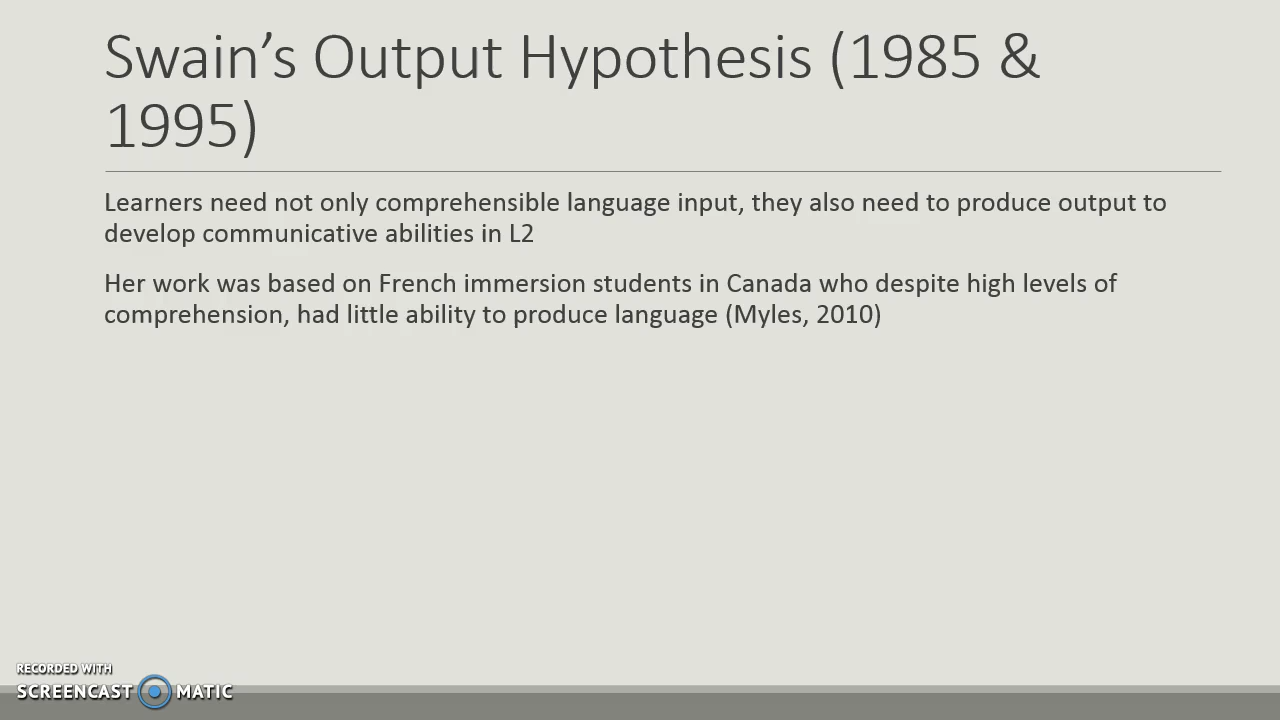 Swain’s Output Hypothesis (1985 &
1995)
Learners need not only comprehensible language input, they also need to produce output to
develop communicative abilities in L2
Her work was based on French immersion students in Canada who despite high levels of
comprehension, had little ability to produce language (Myles, 2010)
RECORDED WITH
SCREENCAST MATIC